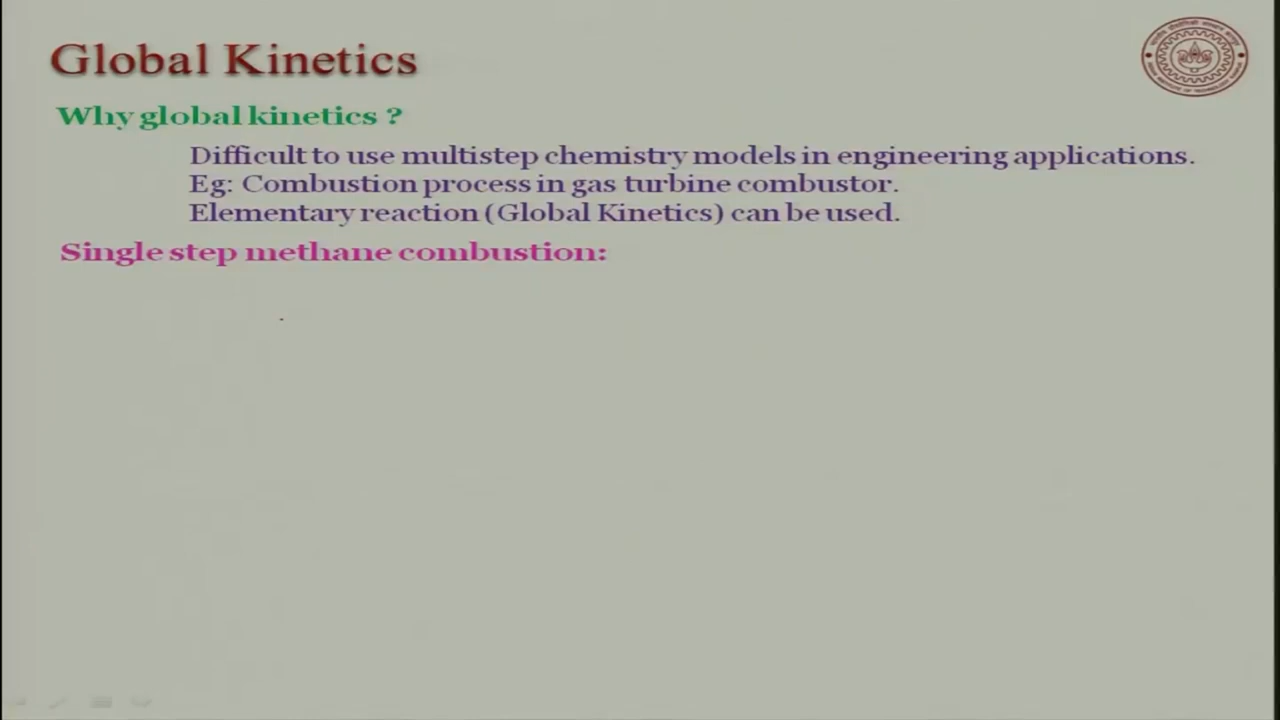 Global Kinetics
Why global kinetics ?
Difficult to use multistep chemistry models in engineering applications.
Eg: Combustion process in gas turbine combustor.
Elementary reaction (Global Kinetics) can be used.
Single step methane combustion: